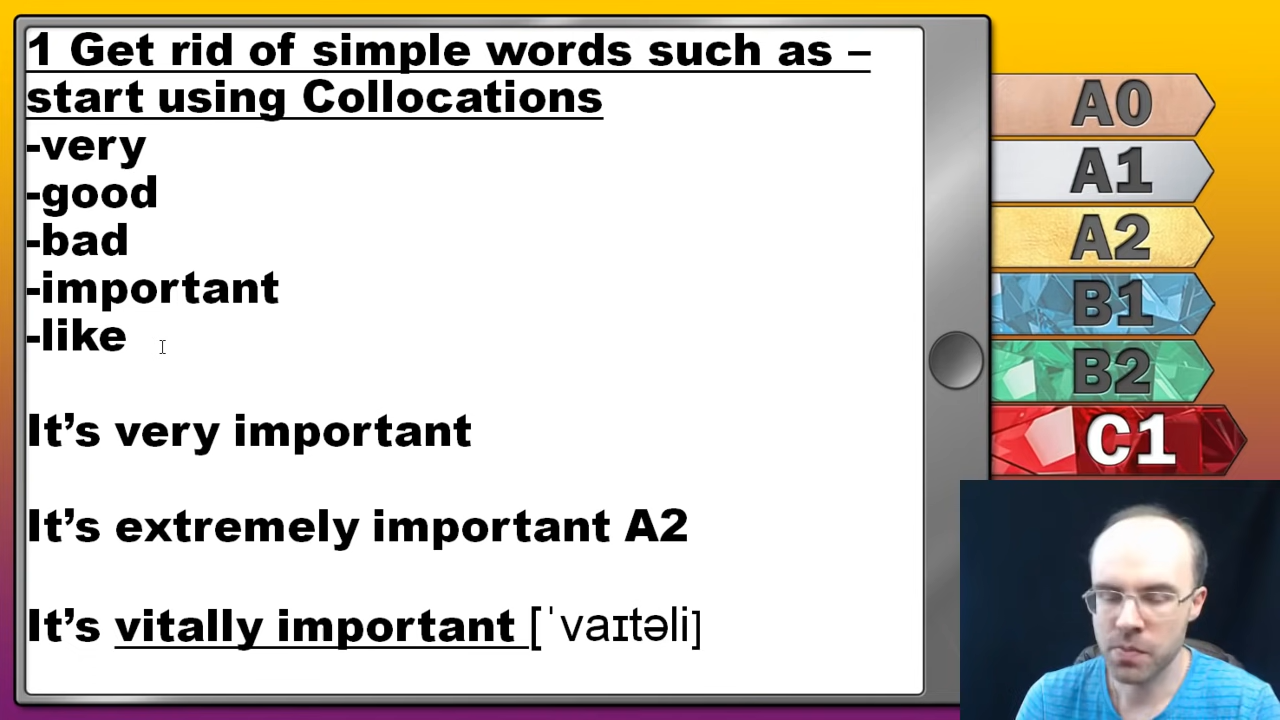 1 Get rid of simple words such as –
start using Collocations
-very
-good
-bad
-important
-like
It’s very important
It’s extremely important A2
It’s vitally important [ˈvaɪtəli]
A0
A1
A2
B1
B2
C1